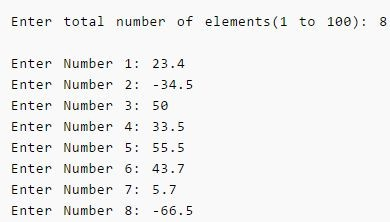 Enter total number of elements(1 to 100): 8
Enter Number 1: 23.4
Enter Number 2: -34.5
Enter Number 3: 50
Enter Number 4: 33.5
Enter Number 5: 55.5
Enter Number 6: 43.7
Enter Number 7: 5.7
Enter Number 8: -66.5